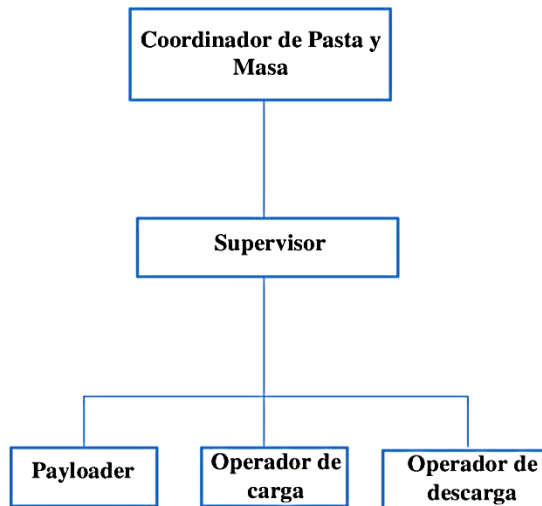 Coordinador de Pasta y
Masa
Supervisor
Payloader
Operador de
carga
Operador de
descarga